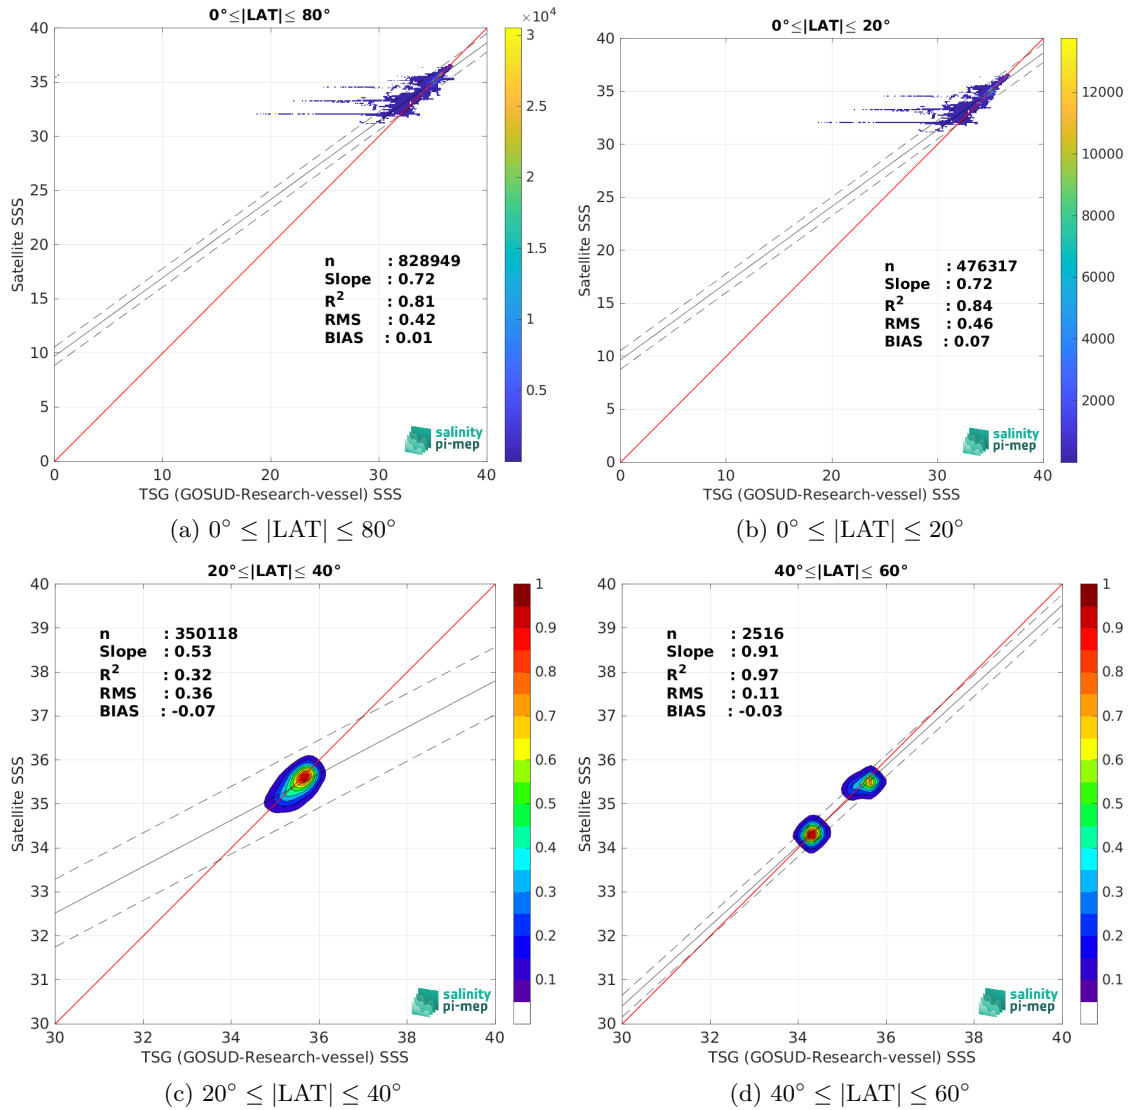 0°≤|LAT|≤ 80°
×10⁴
Satellite SSS
40
35
30
25
20
15
10
5
0
0
10
20
30
40
TSG (GOSUD-Research-vessel) SSS
n : 828949
Slope : 0.72
R² : 0.81
RMS : 0.42
BIAS : 0.01
salinity
pi-mep
3
2.5
2
1.5
1
0.5
(a) 0° ≤ |LAT| ≤ 80°
0°≤|LAT|≤ 20°
Satellite SSS
40
35
30
25
20
15
10
5
0
0
10
20
30
40
TSG (GOSUD-Research-vessel) SSS
n : 476317
Slope : 0.72
R² : 0.84
RMS : 0.46
BIAS : 0.07
salinity
pi-mep
12000
10000
8000
6000
4000
2000
(b) 0° ≤ |LAT| ≤ 20°
20°≤|LAT|≤ 40°
Satellite SSS
40
39
38
37
36
35
34
33
32
31
30
30
32
34
36
38
40
TSG (GOSUD-Research-vessel) SSS
n : 350118
Slope : 0.53
R² : 0.32
RMS : 0.36
BIAS : -0.07
salinity
pi-mep
1
0.9
0.8
0.7
0.6
0.5
0.4
0.3
0.2
0.1
(c) 20° ≤ |LAT| ≤ 40°
40°≤|LAT|≤ 60°
Satellite SSS
40
39
38
37
36
35
34
33
32
31
30
30
32
34
36
38
40
TSG (GOSUD-Research-vessel) SSS
n : 2516
Slope : 0.91
R² : 0.97
RMS : 0.11
BIAS : -0.03
salinity
pi-mep
1
0.9
0.8
0.7
0.6
0.5
0.4
0.3
0.2
0.1
(d) 40° ≤ |LAT| ≤ 60°